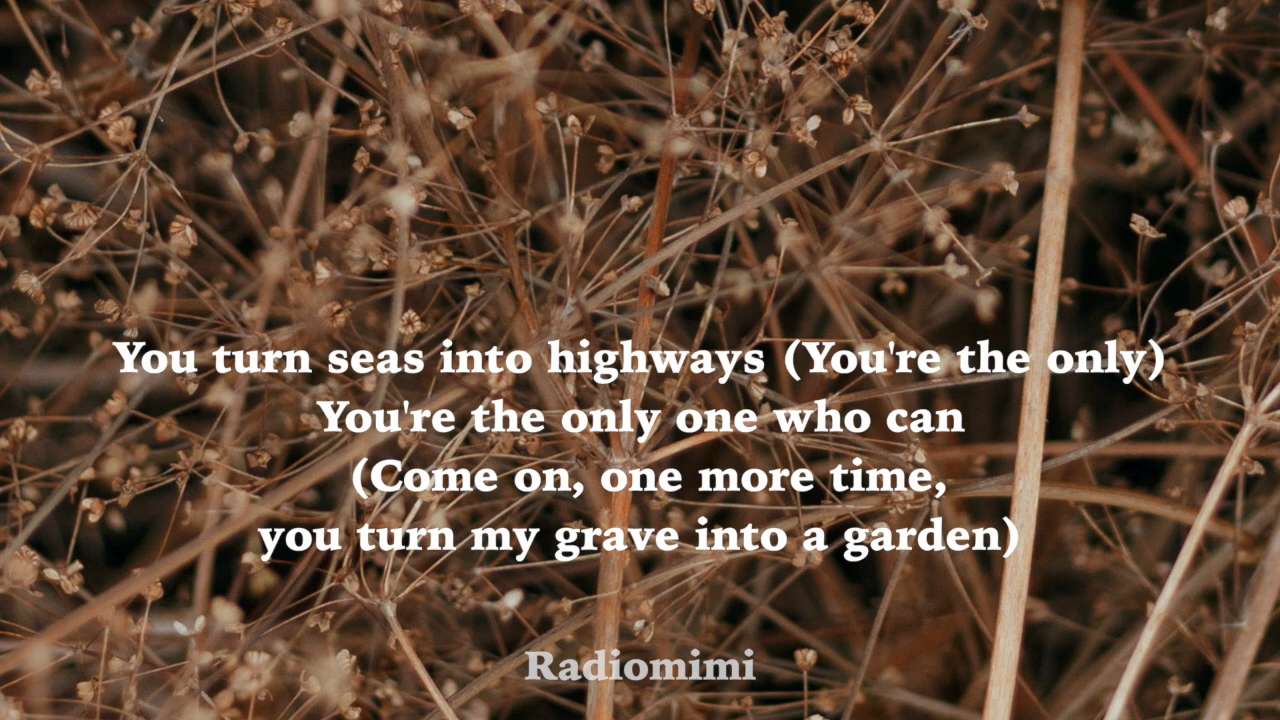 You turn seas into highways (You're the only)
You're the only one who can
(Come on, one more time,
you turn my grave into a garden)
Radiomimi